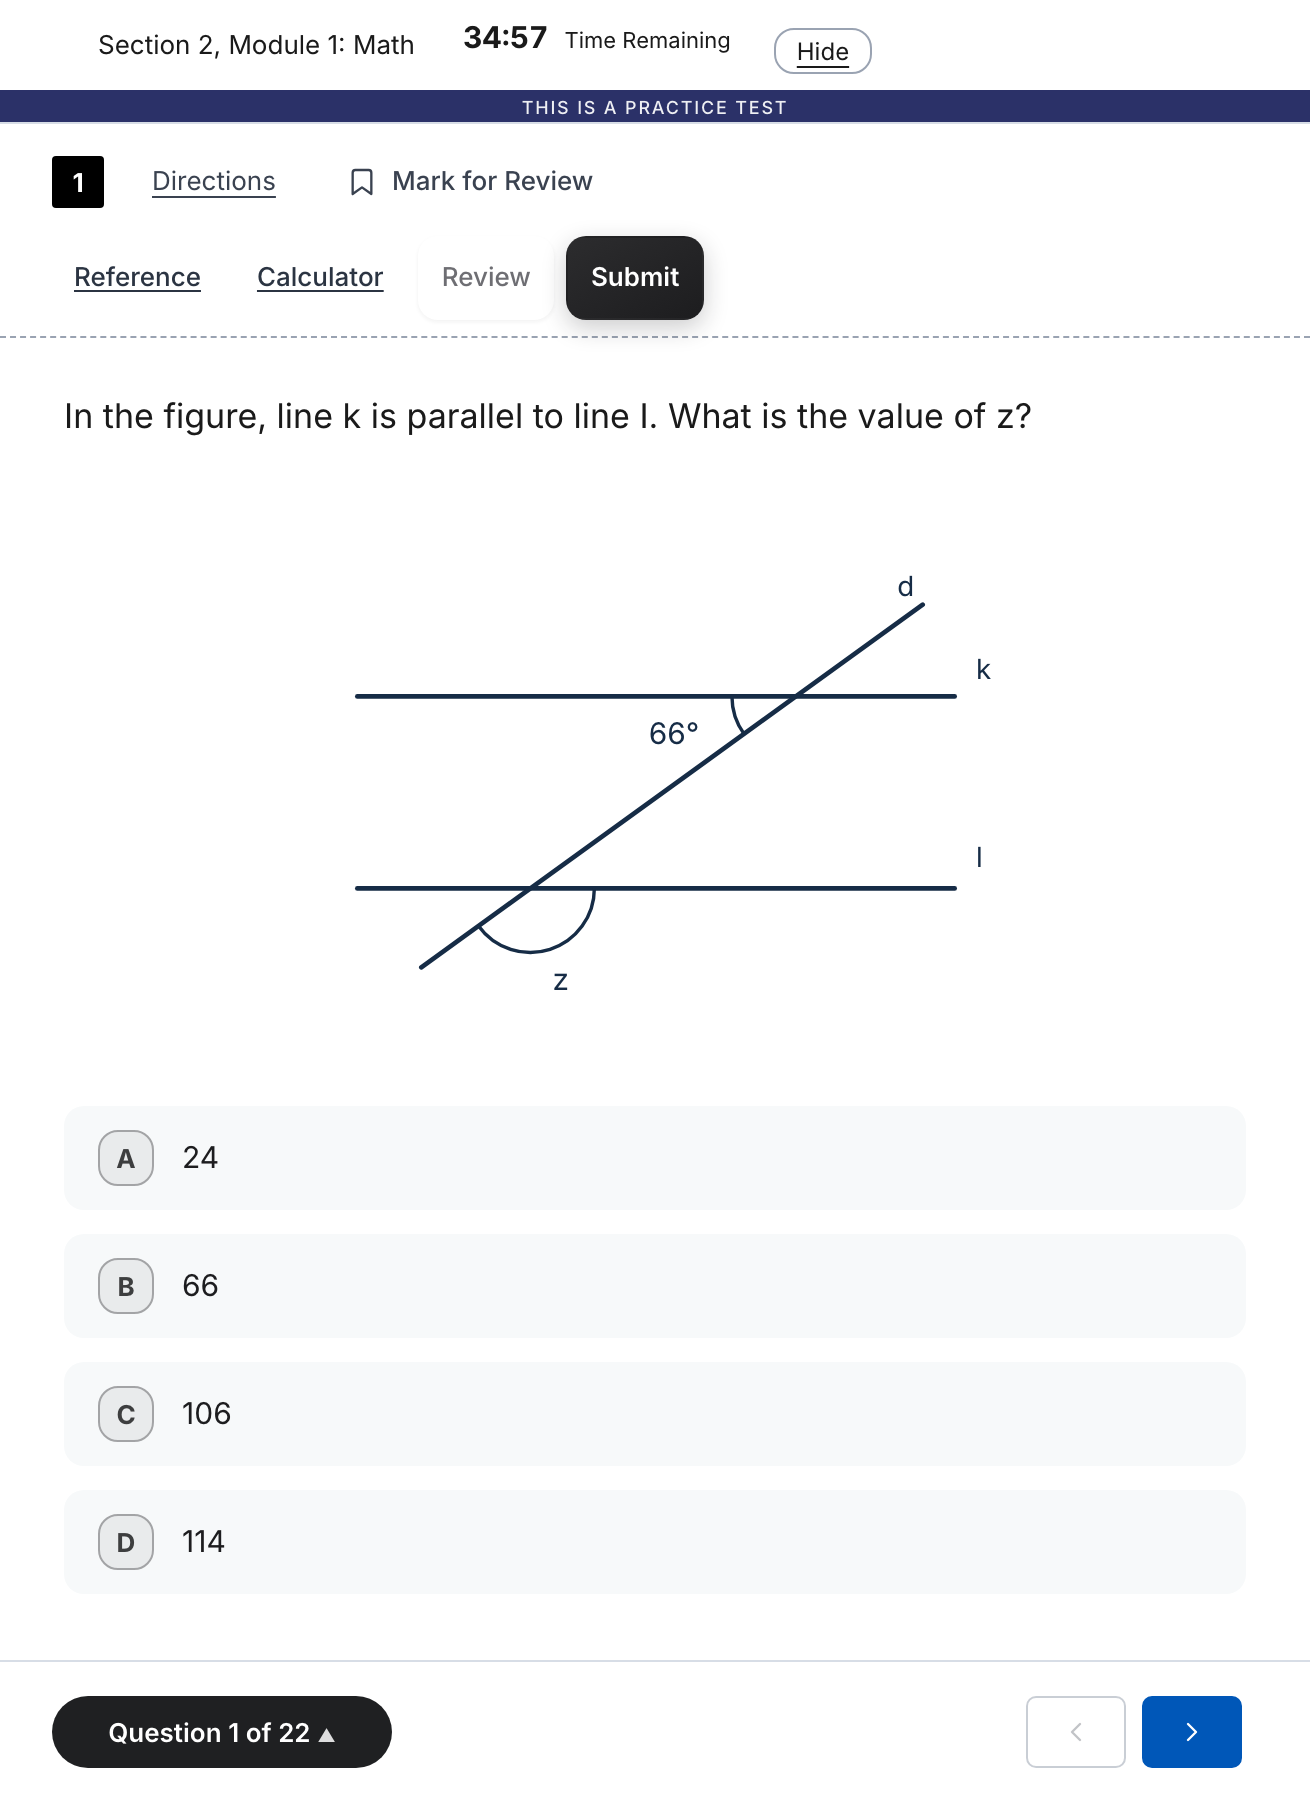 Section 2, Module 1: Math
34:57 Time Remaining
Hide
THIS IS A PRACTICE TEST
1
Directions
Mark for Review
Reference
Calculator
Review
Submit
In the figure, line k is parallel to line l. What is the value of z?
d
k
66°
l
z
A 24
B 66
C 106
D 114
Question 1 of 22 ▲